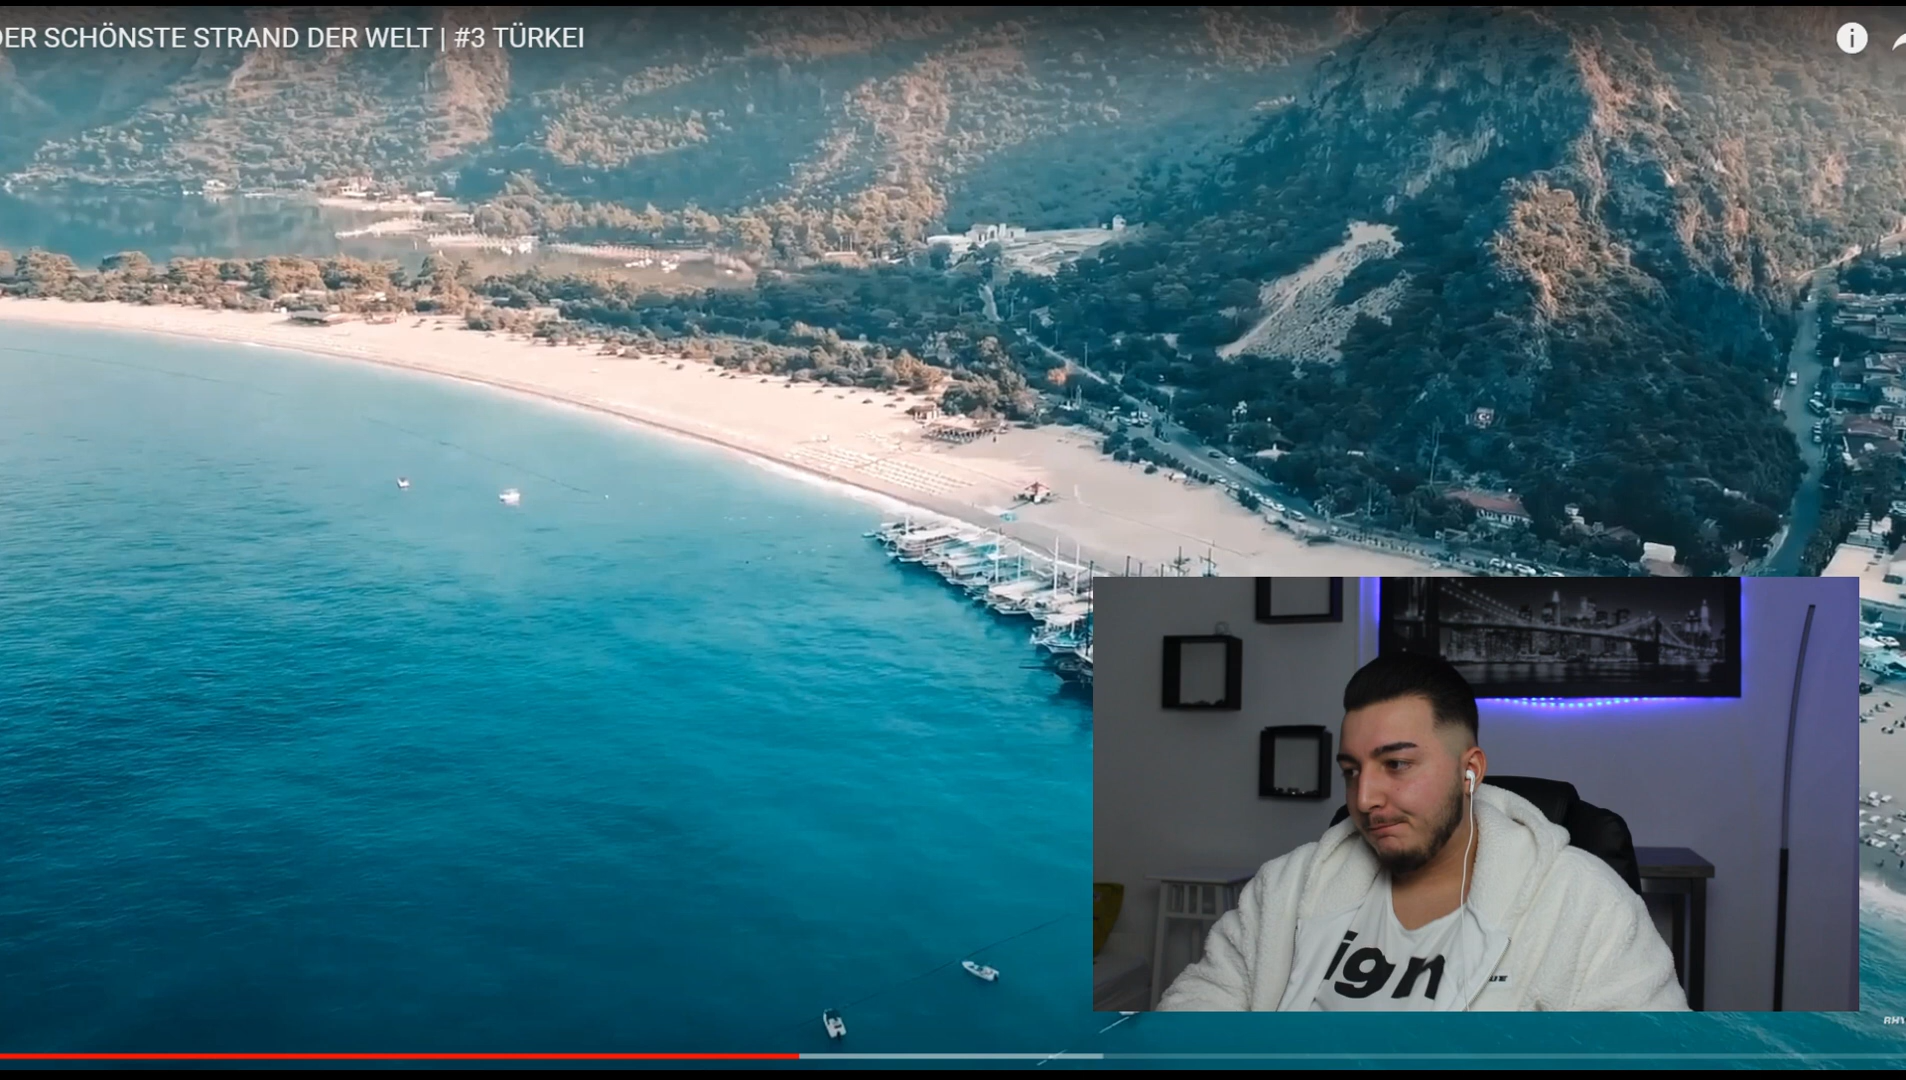 DER SCHÖNSTE STRAND DER WELT | #3 TÜRKEI
ign